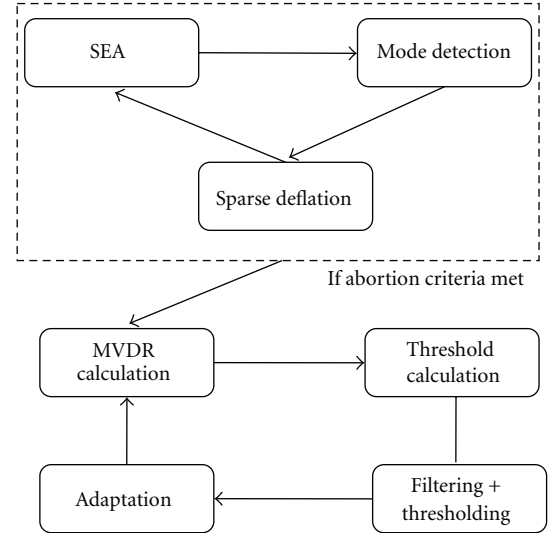 SEA
Mode detection
Sparse deflation
If abortion criteria met
MVDR
calculation
Threshold
calculation
Adaptation
Filtering +
thresholding